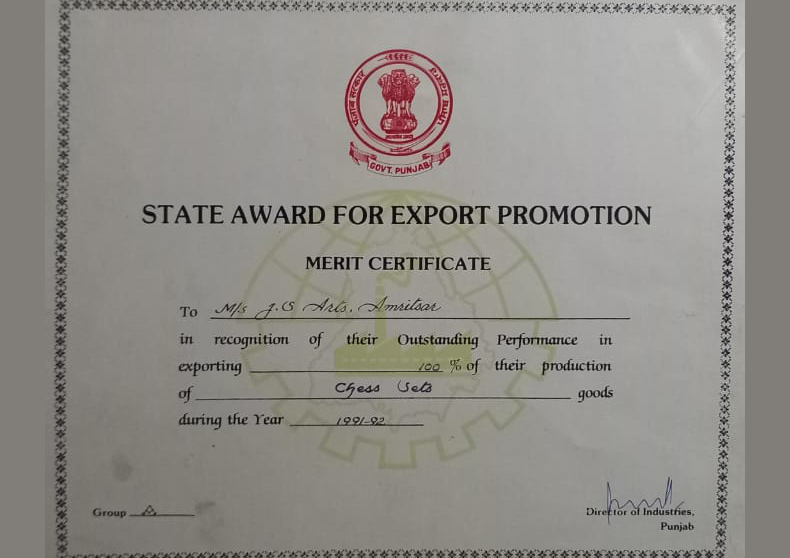 ਪੰਜਾਬ ਸਰਕਾਰ
GOVT. PUNJAB
STATE AWARD FOR EXPORT PROMOTION
MERIT CERTIFICATE
To M/s J.S Arts, Amritsar
in recognition of their Outstanding Performance in
exporting 100 % of their production
of Chess Sets goods
during the Year 1991-92
Group A
Director of Industries,
Punjab